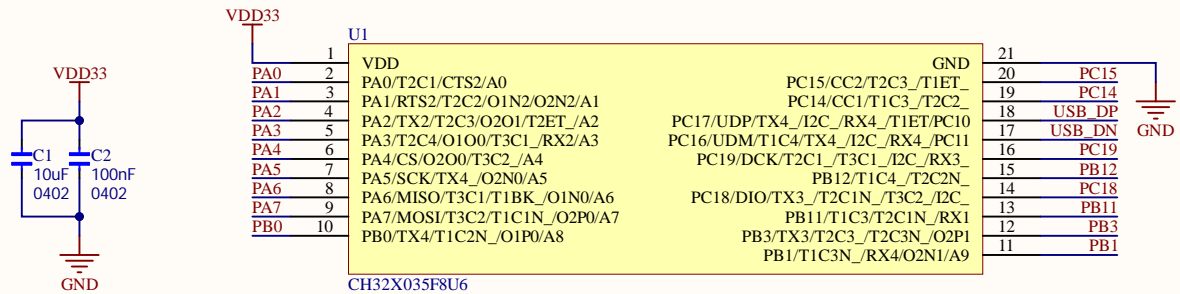 VDD33
C1
10uF
0402
C2
100nF
0402
GND
VDD33
U1
1 VDD
PA0 2 PA0/T2C1/CTS2/A0
PA1 3 PA1/RTS2/T2C2/O1N2/O2N2/A1
PA2 4 PA2/TX2/T2C3/O2O1/T2ET_/A2
PA3 5 PA3/T2C4/O1O0/T3C1_/RX2/A3
PA4 6 PA4/CS/O2O0/T3C2_/A4
PA5 7 PA5/SCK/TX4_/O2N0/A5
PA6 8 PA6/MISO/T3C1/T1BK_/O1N0/A6
PA7 9 PA7/MOSI/T3C2/T1C1N_/O2P0/A7
PB0 10 PB0/TX4/T1C2N_/O1P0/A8
GND 21
PC15/CC2/T2C3_/T1ET_ 20 PC15
PC14/CC1/T1C3_/T2C2_ 19 PC14
PC17/UDP/TX4_/I2C_/RX4_/T1ET/PC10 18 USB_DP
PC16/UDM/T1C4/TX4_/I2C_/RX4_/PC11 17 USB_DN
PC19/DCK/T2C1_/T3C1_/I2C_/RX3_ 16 PC19
PB12/T1C4_/T2C2N_ 15 PB12
PC18/DIO/TX3_/T2C1N_/T3C2_/I2C_ 14 PC18
PB11/T1C3/T2C1N_/RX1 13 PB11
PB3/TX3/T2C3_/T2C3N_/O2P1 12 PB3
PB1/T1C3N_/RX4/O2N1/A9 11 PB1
GND
CH32X035F8U6